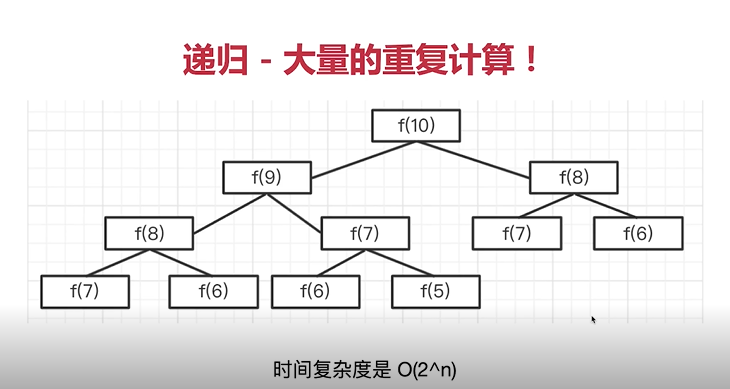 递归 - 大量的重复计算！
f(10)
f(9)
f(8)
f(8)
f(7)
f(7)
f(6)
f(7)
f(6)
f(6)
f(5)
时间复杂度是 O(2^n)